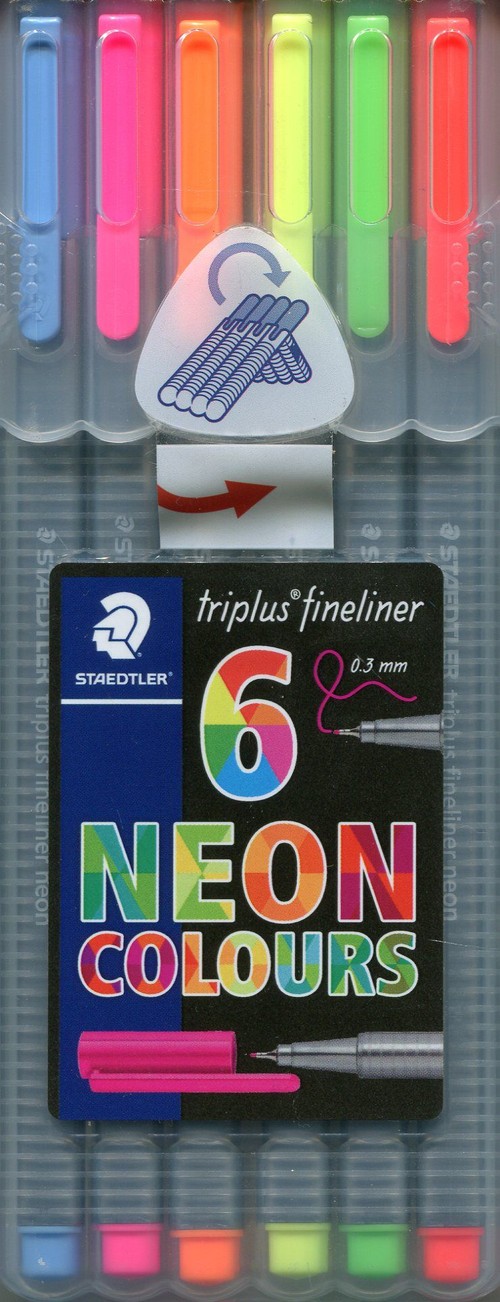 triplus® fineliner
STAEDTLER®
6
0.3 mm
NEON
COLOURS
STAEDTLER triplus fineliner neon
STAEDTLER triplus fineliner neon